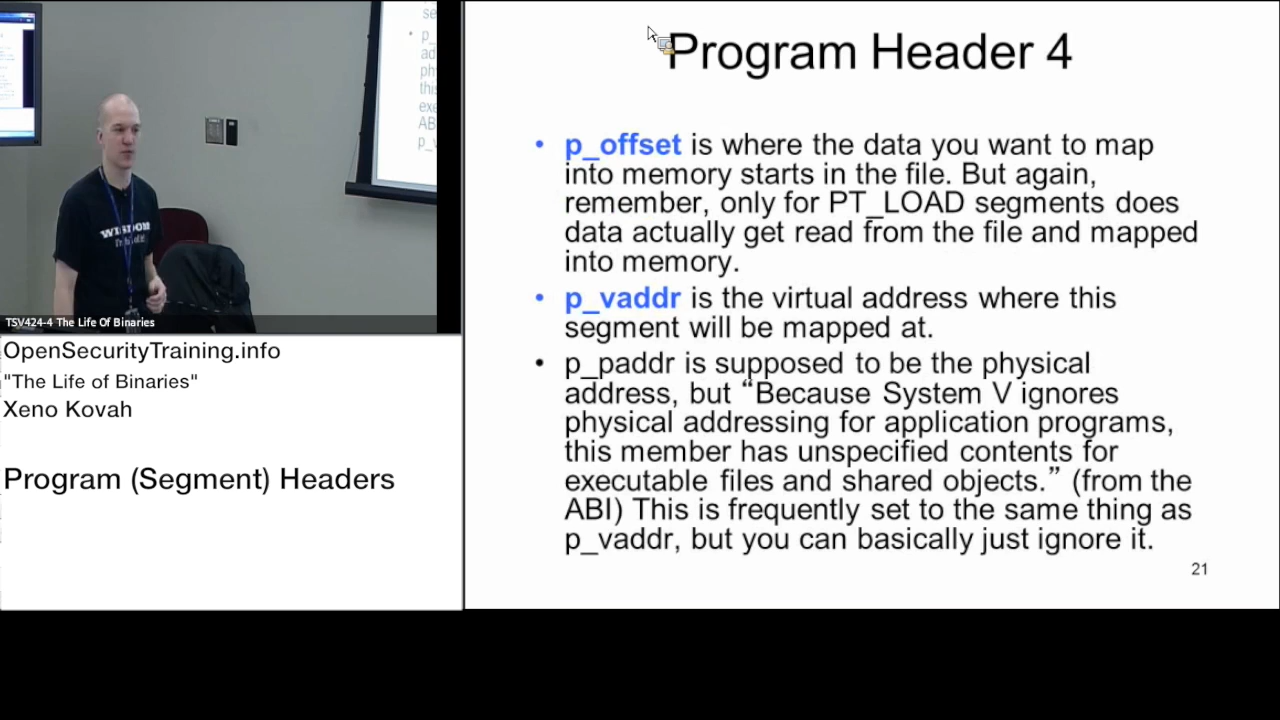 Program Header 4
• p_offset is where the data you want to map
into memory starts in the file. But again,
remember, only for PT_LOAD segments does
data actually get read from the file and mapped
into memory.
• p_vaddr is the virtual address where this
segment will be mapped at.
• p_paddr is supposed to be the physical
address, but “Because System V ignores
physical addressing for application programs,
this member has unspecified contents for
executable files and shared objects.” (from the
ABI) This is frequently set to the same thing as
p_vaddr, but you can basically just ignore it.
21
WISDOM
TSV424-4 The Life Of Binaries
OpenSecurityTraining.info
"The Life of Binaries"
Xeno Kovah
Program (Segment) Headers